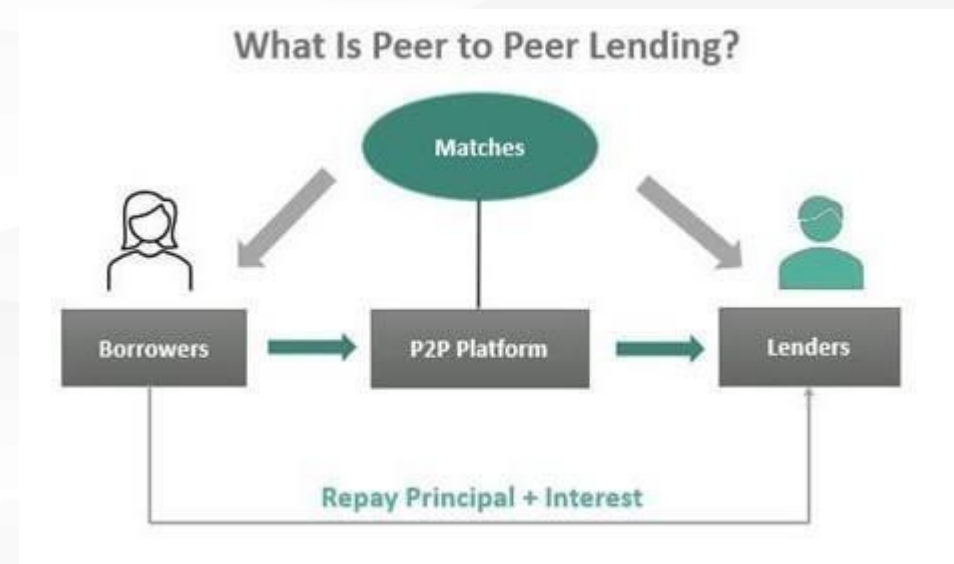 What Is Peer to Peer Lending?
Matches
Borrowers
P2P Platform
Lenders
Repay Principal + Interest